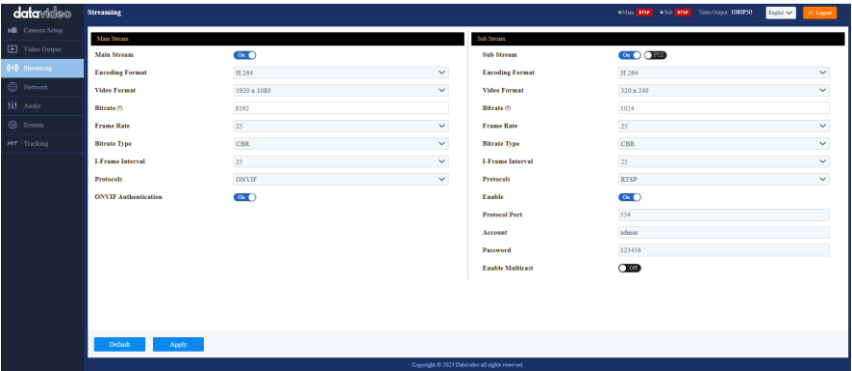 datavideo
Streaming
Main RTSP Sub RTSP Video Output 1080P50 English Logout
Camera Setup
Video Output
Streaming
Network
Audio
System
Tracking
Main Stream
Main Stream On
Encoding Format H.264
Video Format 1920 x 1080
Bitrate 8192
Frame Rate 25
Bitrate Type CBR
I-Frame Interval 25
Protocols ONVIF
ONVIF Authentication On
Sub Stream
Sub Stream On
Encoding Format H.264
Video Format 320 x 240
Bitrate 1024
Frame Rate 25
Bitrate Type CBR
I-Frame Interval 25
Protocols RTSP
Enable On
Protocol Port 554
Account admin
Password 123456
Enable Multicast Off
Default Apply
Copyright © 2023 Datavideo all rights reserved.